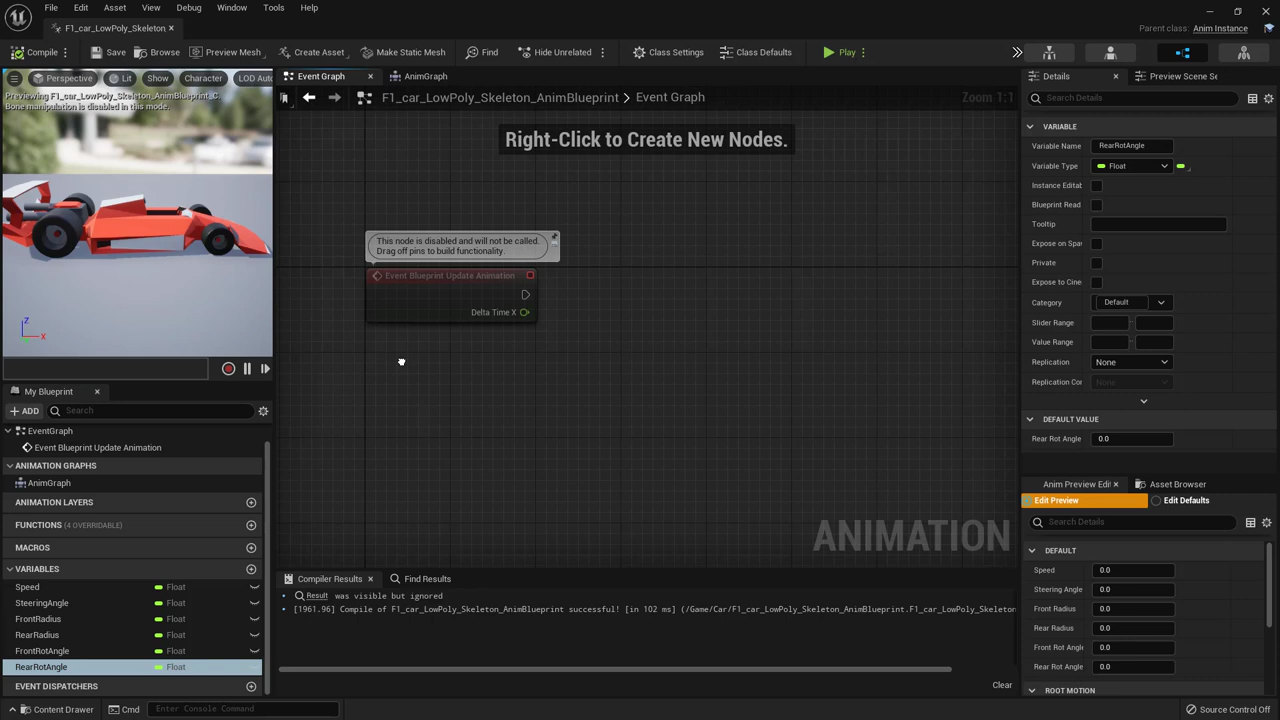 File Edit Asset View Debug Window Tools Help
F1_car_LowPoly_Skeleton
Parent class: Anim Instance
Compile Save Browse Preview Mesh Create Asset Make Static Mesh Find Hide Unrelated Class Settings Class Defaults Play
Perspective Lit Show Character LOD Auto
Previewing F1_car_LowPoly_Skeleton_AnimBlueprint_C.
Bone manipulation is disabled in this mode.
Z
X
Event Graph AnimGraph
F1_car_LowPoly_Skeleton_AnimBlueprint > Event Graph
Zoom 1:1
Right-Click to Create New Nodes.
This node is disabled and will not be called.
Drag off pins to build functionality.
Event Blueprint Update Animation
Delta Time X
ANIMATION
My Blueprint
ADD Search
EventGraph
Event Blueprint Update Animation
ANIMATION GRAPHS
AnimGraph
ANIMATION LAYERS
FUNCTIONS (4 OVERRIDABLE)
MACROS
VARIABLES
Speed Float
SteeringAngle Float
FrontRadius Float
RearRadius Float
FrontRotAngle Float
RearRotAngle Float
EVENT DISPATCHERS
Compiler Results Find Results
Result was visible but ignored
[1961.96] Compile of F1_car_LowPoly_Skeleton_AnimBlueprint successful! [in 102 ms] (/Game/Car/F1_car_LowPoly_Skeleton_AnimBlueprint.F1_car_LowPoly_Skeleton
Clear
Details Preview Scene Se
Search Details
VARIABLE
Variable Name RearRotAngle
Variable Type Float
Instance Editab
Blueprint Read
Tooltip
Expose on Spa
Private
Expose to Cine
Category Default
Slider Range
Value Range
Replication None
Replication Cor None
DEFAULT VALUE
Rear Rot Angle 0.0
Anim Preview Edit Asset Browser
Edit Preview Edit Defaults
Search Details
DEFAULT
Speed 0.0
Steering Angle 0.0
Front Radius 0.0
Rear Radius 0.0
Front Rot Angle 0.0
Rear Rot Angle 0.0
ROOT MOTION
Content Drawer Cmd Enter Console Command
Source Control Off